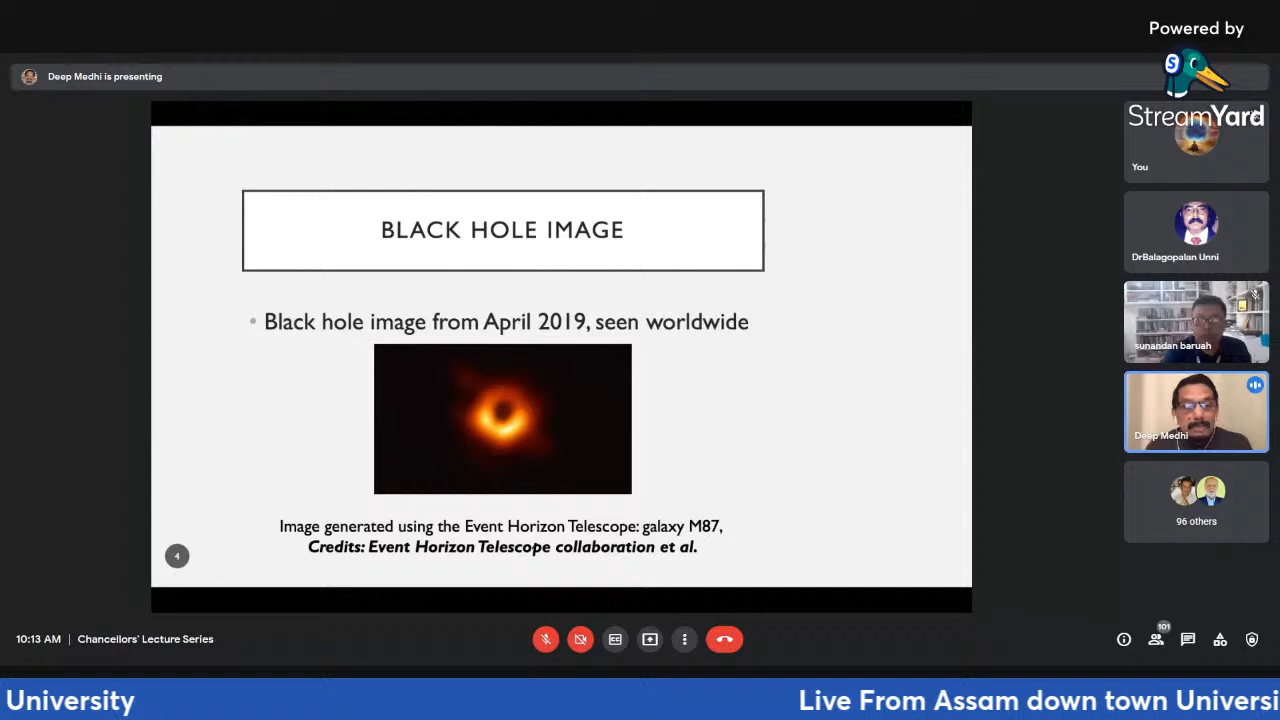 Powered by
S
StreamYard
Deep Medhi is presenting
BLACK HOLE IMAGE
• Black hole image from April 2019, seen worldwide
Image generated using the Event Horizon Telescope: galaxy M87,
Credits: Event Horizon Telescope collaboration et al.
4
You
DrBalagopalan Unni
sunandan baruah
Deep Medhi
96 others
10:13 AM | Chancellors' Lecture Series
101
University
Live From Assam down town Universi